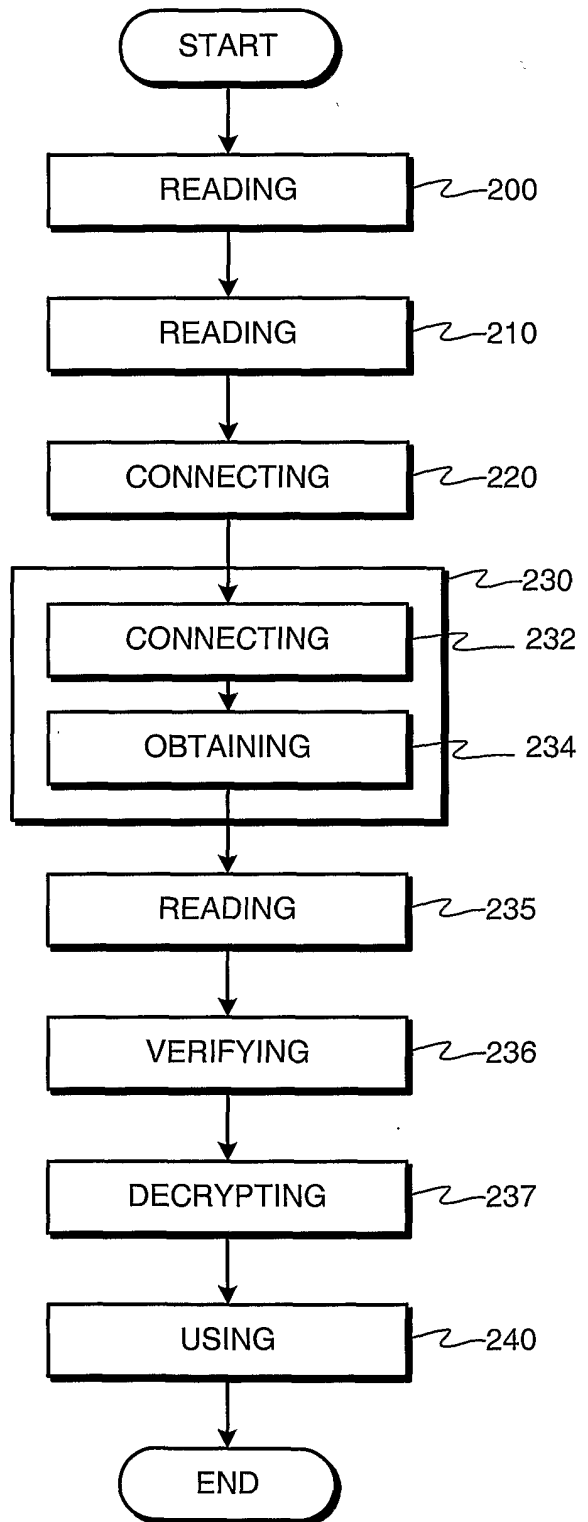 START
READING 200
READING 210
CONNECTING 220
230
CONNECTING 232
OBTAINING 234
READING 235
VERIFYING 236
DECRYPTING 237
USING 240
END